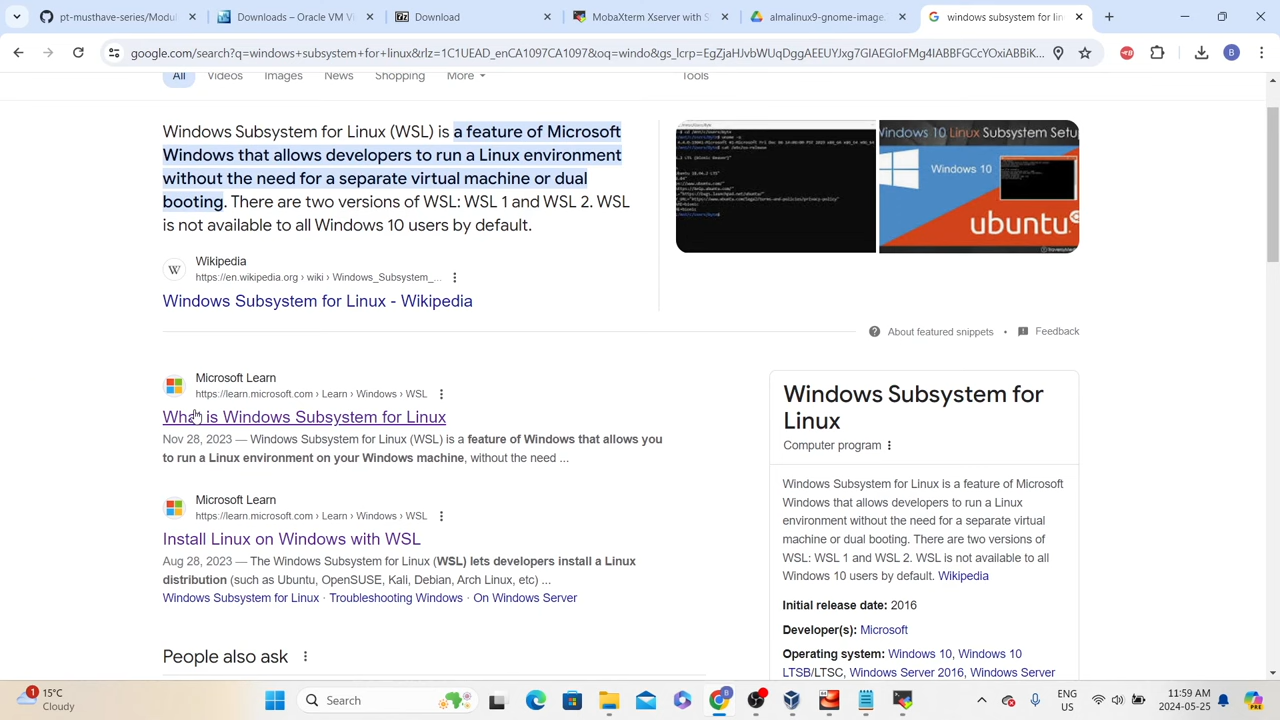 pit-musthave-series/Modul
Windows – Oracle VM V
Download
MobaXterm Xserver with S
almalinux9-gnome-image.
windows subsystem for lin
google.com/search?q=windows+subsystem+for+linux&rlz=1C1UEAD_enCA1097CA1097&oq=windo&gs_lcrp=EgZjaHJvbWUqDggAEEUYJxg7GIAEGIoFMg4IABBFGCcYOxiABBiK...
B
All
Videos
Images
News
Shopping
More
Tools
Windows Subsystem for Linux (WSL) is a feature of Microsoft
Windows that allows developers to run a Linux environment
without the need for a separate virtual machine or dual
booting. There are two versions of WSL: WSL 1 and WSL 2. WSL
is not available to all Windows 10 users by default.
Windows 10 Linux Subsystem Setu
Windows 10
ubuntu
W
Wikipedia
https://en.wikipedia.org › wiki › Windows_Subsystem_...
Windows Subsystem for Linux - Wikipedia
About featured snippets
•
Feedback
Microsoft Learn
https://learn.microsoft.com › Learn › Windows › WSL
What is Windows Subsystem for Linux
Nov 28, 2023 — Windows Subsystem for Linux (WSL) is a feature of Windows that allows you
to run a Linux environment on your Windows machine, without the need ...
Microsoft Learn
https://learn.microsoft.com › Learn › Windows › WSL
Install Linux on Windows with WSL
Aug 28, 2023 — The Windows Subsystem for Linux (WSL) lets developers install a Linux
distribution (such as Ubuntu, OpenSUSE, Kali, Debian, Arch Linux, etc) ...
Windows Subsystem for Linux · Troubleshooting Windows · On Windows Server
People also ask
Windows Subsystem for
Linux
Computer program
Windows Subsystem for Linux is a feature of Microsoft
Windows that allows developers to run a Linux
environment without the need for a separate virtual
machine or dual booting. There are two versions of
WSL: WSL 1 and WSL 2. WSL is not available to all
Windows 10 users by default. Wikipedia
Initial release date: 2016
Developer(s): Microsoft
Operating system: Windows 10, Windows 10
LTSB/LTSC, Windows Server 2016, Windows Server
1
15°C
Cloudy
Search
B
ENG
US
11:59 AM
2024-05-25